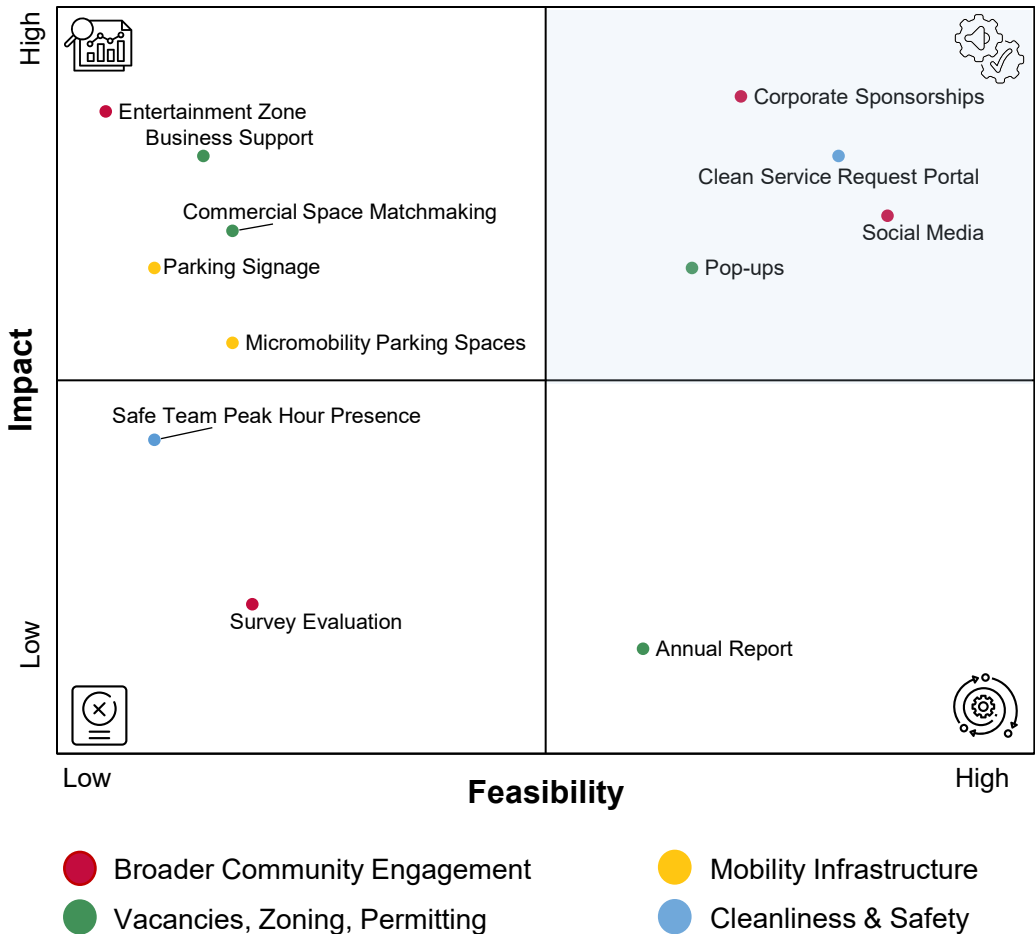 High
Entertainment Zone
Business Support
Commercial Space Matchmaking
Parking Signage
Micromobility Parking Spaces
Corporate Sponsorships
Clean Service Request Portal
Social Media
Pop-ups
Impact
Safe Team Peak Hour Presence
Survey Evaluation
Annual Report
Low
Low
Feasibility
High
Broader Community Engagement
Mobility Infrastructure
Vacancies, Zoning, Permitting
Cleanliness & Safety